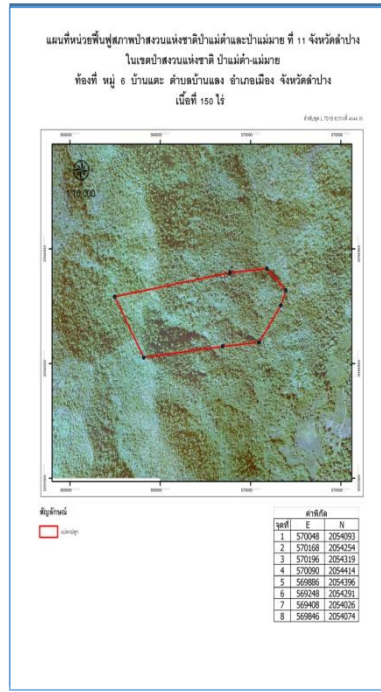 แผนที่หน่วยฟื้นฟูสภาพป่าสงวนแห่งชาติป่าแม่ต๋ำและป่าแม่มาย ที่ 11 จังหวัดลำปาง
ในเขตป่าสงวนแห่งชาติ ป่าแม่ต๋ำ-แม่มาย
ท้องที่ หมู่ 6 บ้านแตะ ตำบลบ้านแลง อำเภอเมือง จังหวัดลำปาง
เนื้อที่ 150 ไร่
1:10,000
สัญลักษณ์
ค่าพิกัด
จุดที่ E N
1 570048 2054093
2 570168 2054254
3 570196 2054319
4 570090 2054414
5 569886 2054396
6 569248 2054291
7 569408 2054026
8 569846 2054074